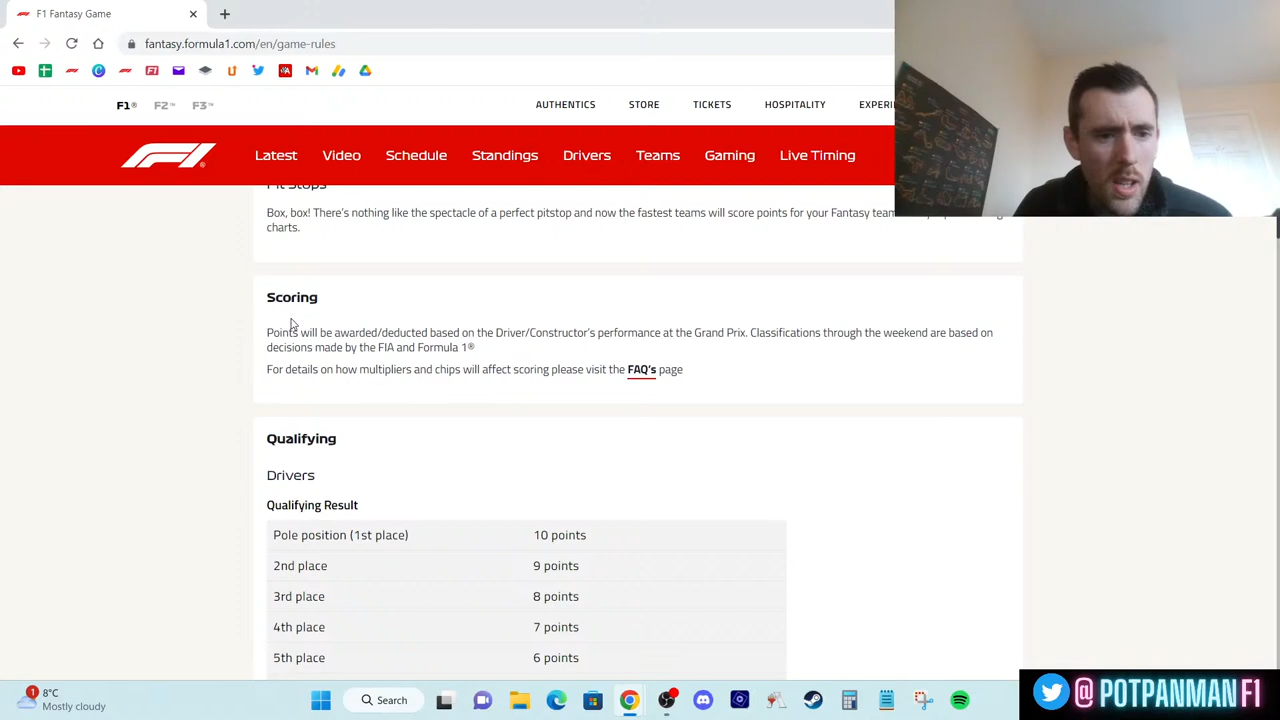 F1 Fantasy Game
fantasy.formula1.com/en/game-rules
F1® F2™ F3™ AUTHENTICS STORE TICKETS HOSPITALITY
Latest Video Schedule Standings Drivers Teams Gaming Live Timing
Pit Stops
Box, box! There's nothing like the spectacle of a perfect pitstop and now the fastest teams will score points for your Fantasy
charts.
Scoring
Points will be awarded/deducted based on the Driver/Constructor's performance at the Grand Prix. Classifications through the weekend are based on
decisions made by the FIA and Formula 1®
For details on how multipliers and chips will affect scoring please visit the FAQ's page
Qualifying
Drivers
Qualifying Result
Pole position (1st place) 10 points
2nd place 9 points
3rd place 8 points
4th place 7 points
5th place 6 points
1 8°C
Mostly cloudy
Search
@POTPANMANF1